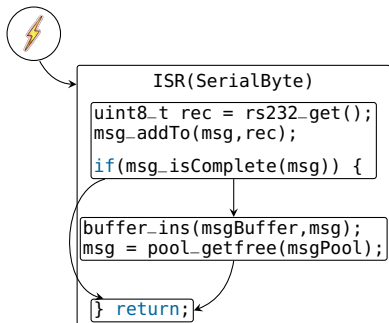 ISR(SerialByte)
uint8_t rec = rs232_get();
msg_addTo(msg,rec);
if(msg_isComplete(msg)) {
buffer_ins(msgBuffer,msg);
msg = pool_getfree(msgPool);
} return;